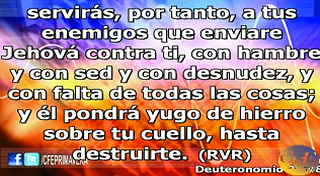 servirás, por tanto, a tus
enemigos que enviare
Jehová contra ti, con hambre
y con sed y con desnudez, y
con falta de todas las cosas;
y él pondrá yugo de hierro
sobre tu cuello, hasta
destruirte. (RVR)
/CFEPRIMAVERA
Deuteronomio